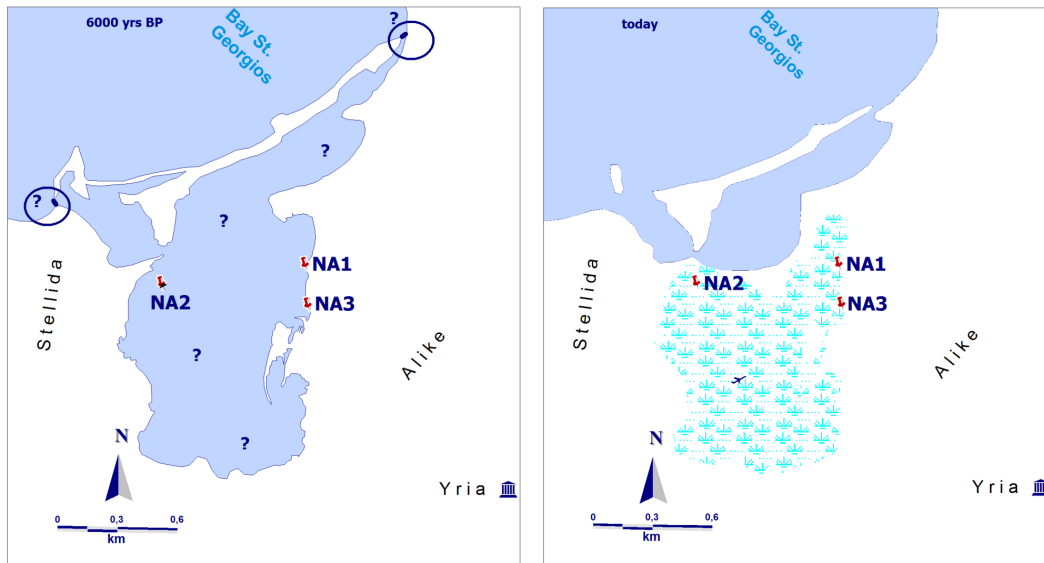 6000 yrs BP
Bay St.
Georgios
?
?
?
?
?
?
NA1
NA2
NA3
Stellida
Alike
N
Yria
0 0,3 0,6
km
today
Bay St.
Georgios
NA1
NA2
NA3
Stellida
Alike
N
Yria
0 0,3 0,6
km